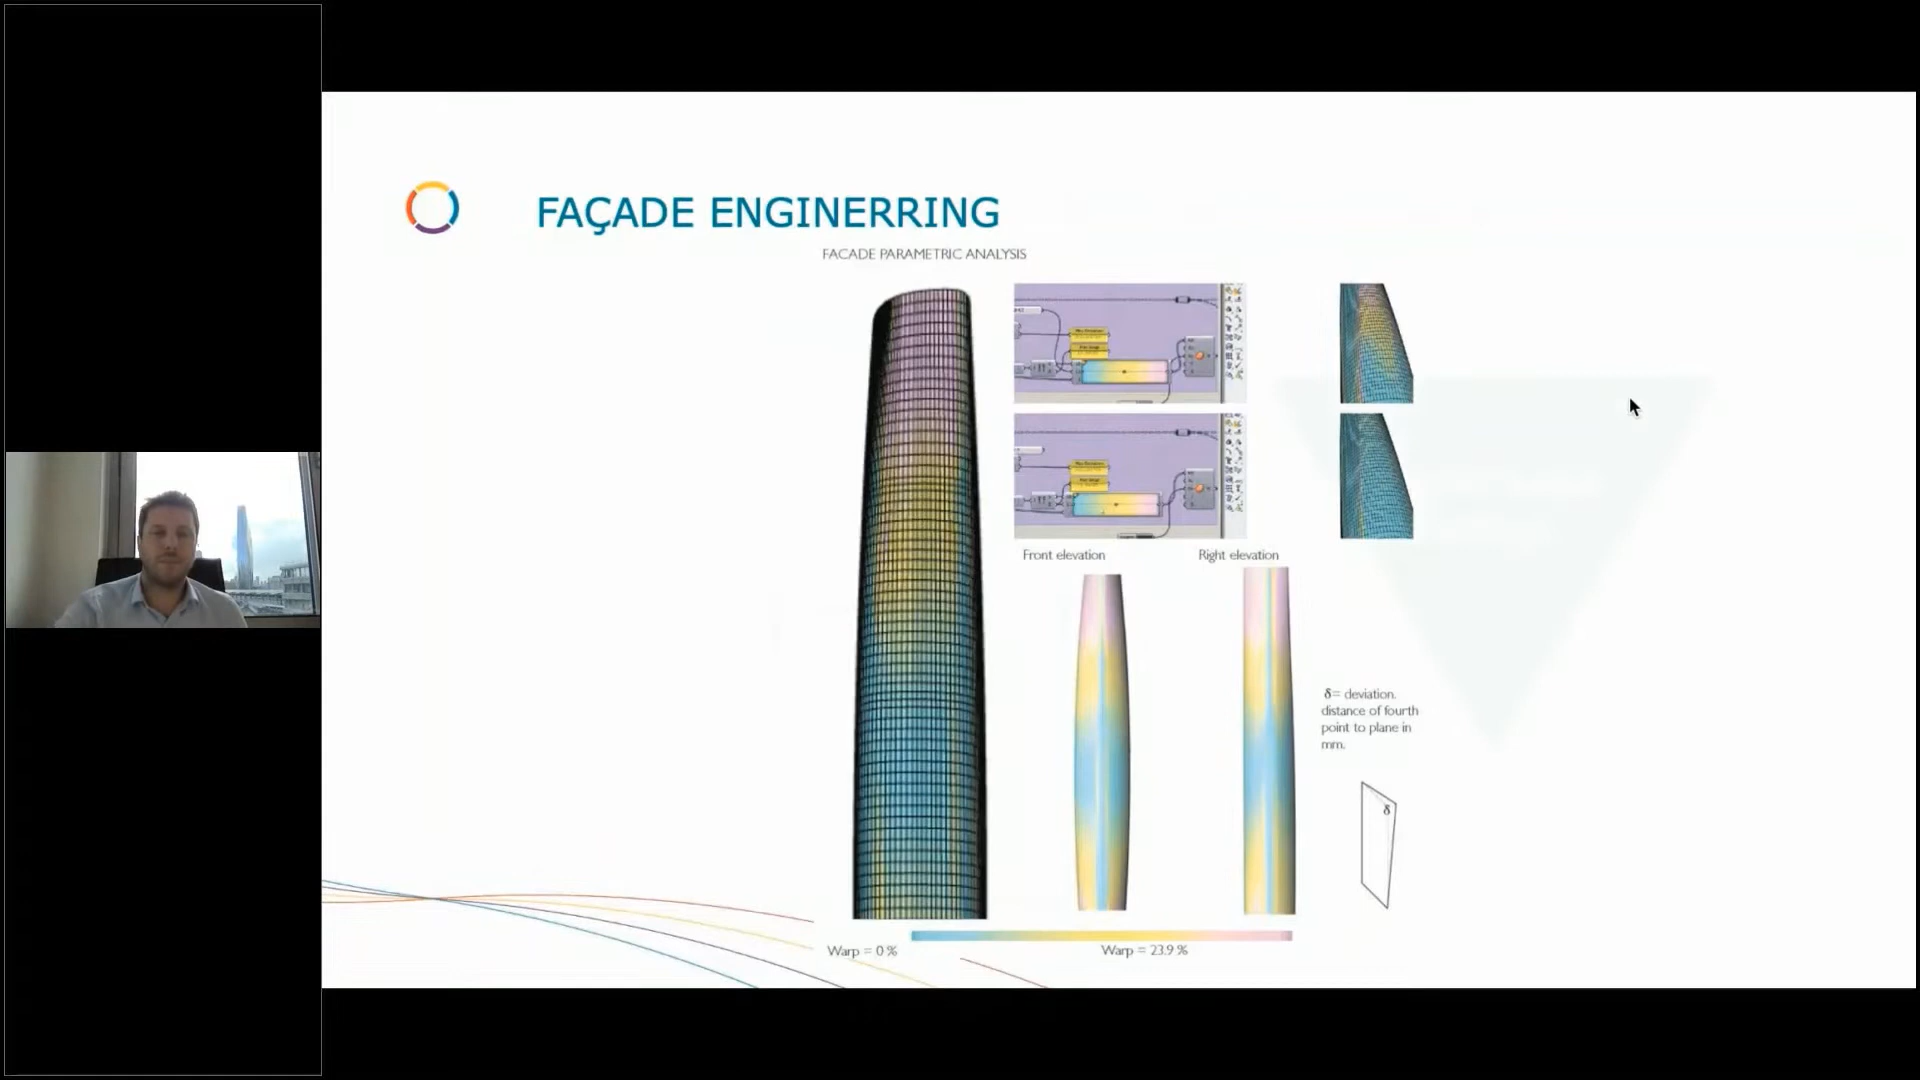 FAÇADE ENGINERRING
FACADE PARAMETRIC ANALYSIS
Front elevation
Right elevation
δ= deviation.
distance of fourth
point to plane in
mm.
δ
Warp = 0 %
Warp = 23.9 %